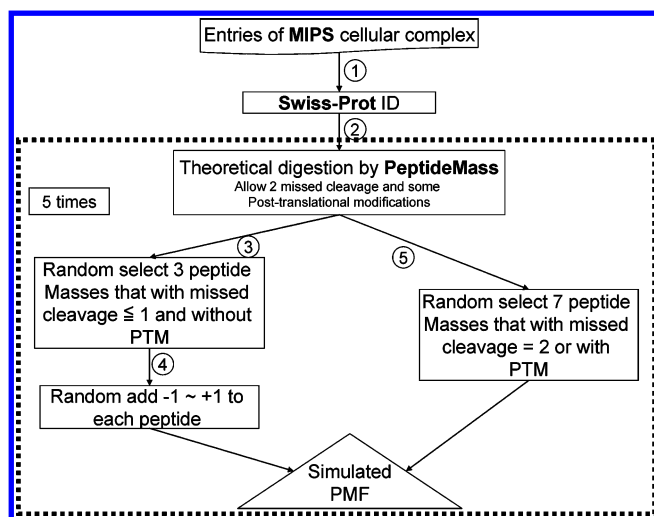 Entries of MIPS cellular complex
①
Swiss-Prot ID
②
Theoretical digestion by PeptideMass
Allow 2 missed cleavage and some
Post-translational modifications
5 times
③
⑤
Random select 3 peptide
Masses that with missed
cleavage ≦ 1 and without
PTM
Random select 7 peptide
Masses that with missed
cleavage = 2 or with
PTM
④
Random add -1 ~ +1 to
each peptide
Simulated
PMF